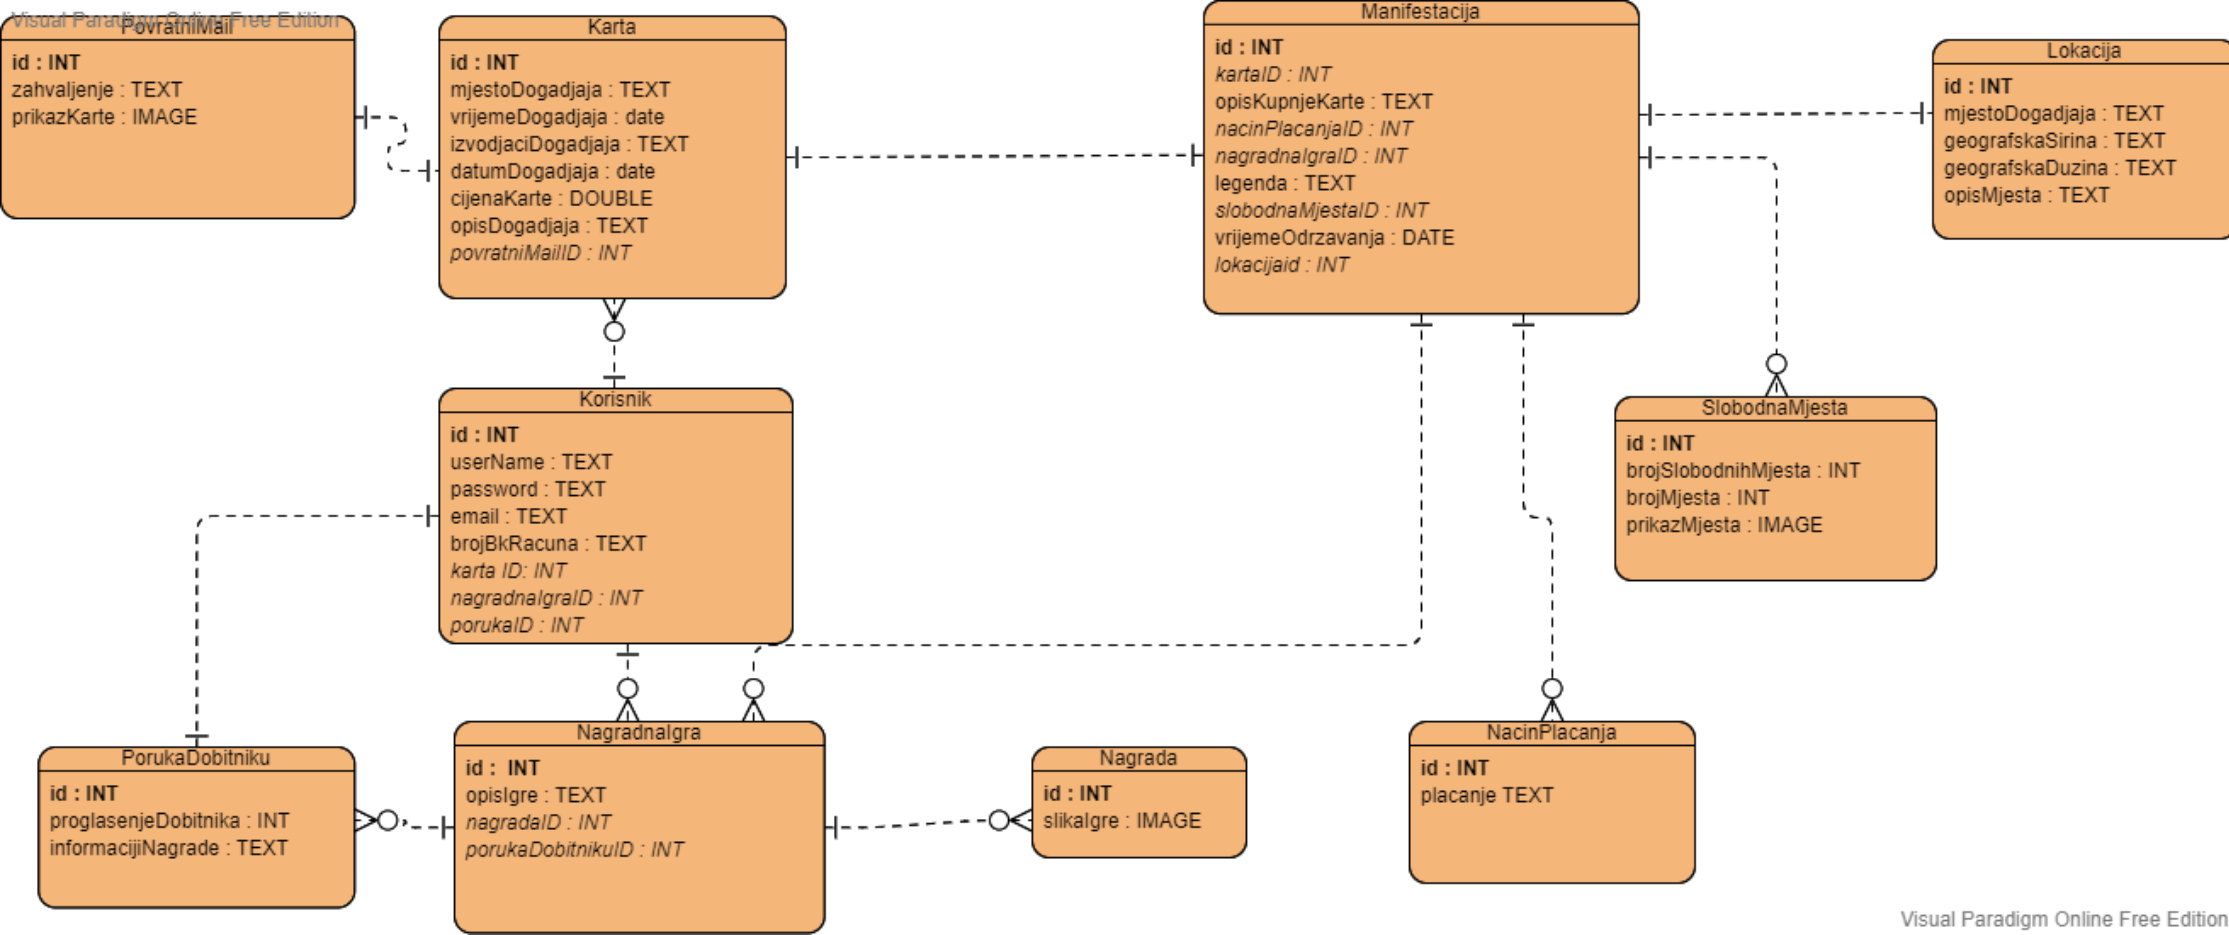 Visual Paradigm Online Free Edition
PovratniMail
id : INT
zahvaljenje : TEXT
prikazKarte : IMAGE
Karta
id : INT
mjestoDogadjaja : TEXT
vrijemeDogadjaja : date
izvodjaciDogadjaja : TEXT
datumDogadjaja : date
cijenaKarte : DOUBLE
opisDogadjaja : TEXT
povratniMailID : INT
Manifestacija
id : INT
kartaID : INT
opisKupnjeKarte : TEXT
nacinPlacanjaID : INT
nagradnaIgraID : INT
legenda : TEXT
slobodnaMjestaID : INT
vrijemeOdrzavanja : DATE
lokacijaid : INT
Lokacija
id : INT
mjestoDogadjaja : TEXT
geografskaSirina : TEXT
geografskaDuzina : TEXT
opisMjesta : TEXT
Korisnik
id : INT
userName : TEXT
password : TEXT
email : TEXT
brojBkRacuna : TEXT
karta ID: INT
nagradnaIgraID : INT
porukaID : INT
SlobodnaMjesta
id : INT
brojSlobodnihMjesta : INT
brojMjesta : INT
prikazMjesta : IMAGE
PorukaDobitniku
id : INT
proglasenjeDobitnika : INT
informacijiNagrade : TEXT
NagradnaIgra
id :  INT
opisIgre : TEXT
nagradaID : INT
porukaDobitnikuID : INT
Nagrada
id : INT
slikaIgre : IMAGE
NacinPlacanja
id : INT
placanje TEXT
Visual Paradigm Online Free Edition